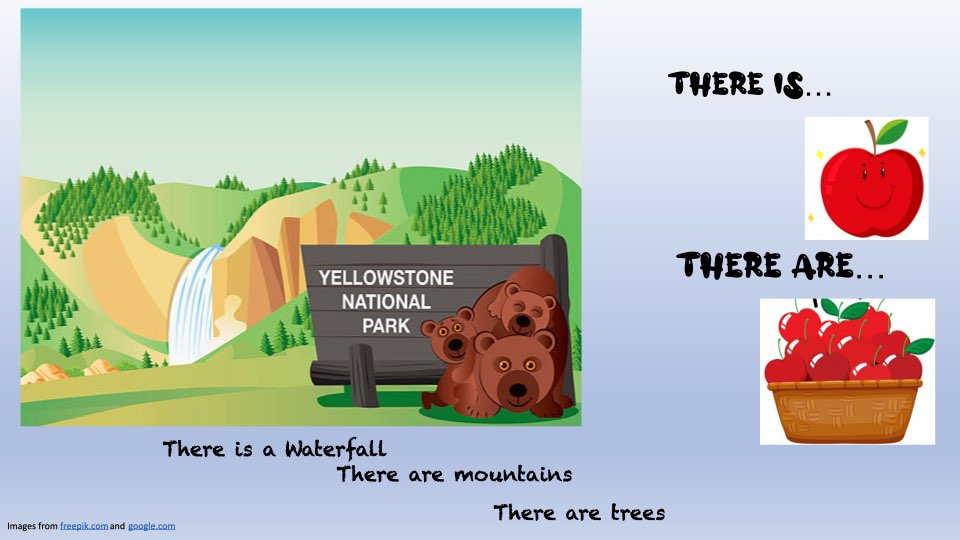 THERE IS...
YELLOWSTONE
NATIONAL
PARK
THERE ARE...
There is a Waterfall
There are mountains
There are trees
Images from freepik.com and google.com